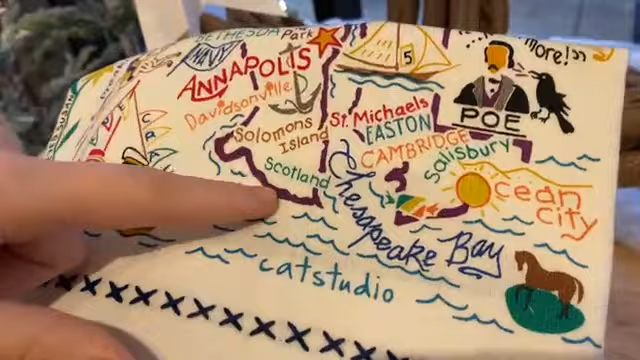 BETHESDA
Park
NAVY
ANNAPOLIS
5
more!"
Davidsonville
St. Michaels
EASTON
POE
Solomons
Island
CAMBRIDGE
Salisbury
Scotland
Chesapeake Bay
Ocean
City
catstudio